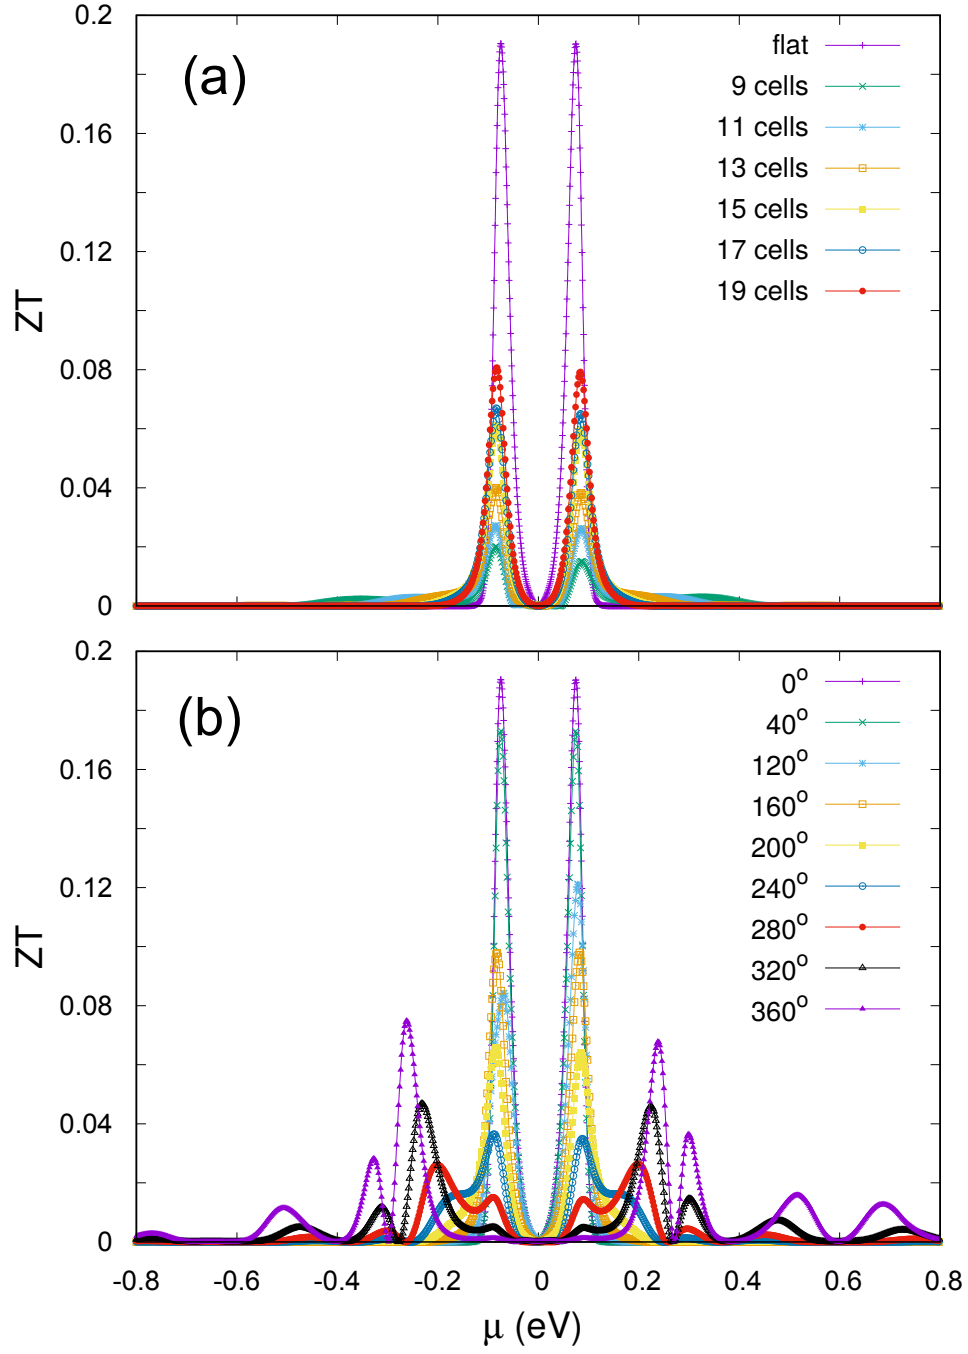 0.2
(a)
flat
9 cells
11 cells
13 cells
15 cells
17 cells
19 cells
0.16
0.12
0.08
0.04
0
ZT
0.2
(b)
0°
40°
120°
160°
200°
240°
280°
320°
360°
0.16
0.12
0.08
0.04
0
ZT
-0.8 -0.6 -0.4 -0.2 0 0.2 0.4 0.6 0.8
μ (eV)